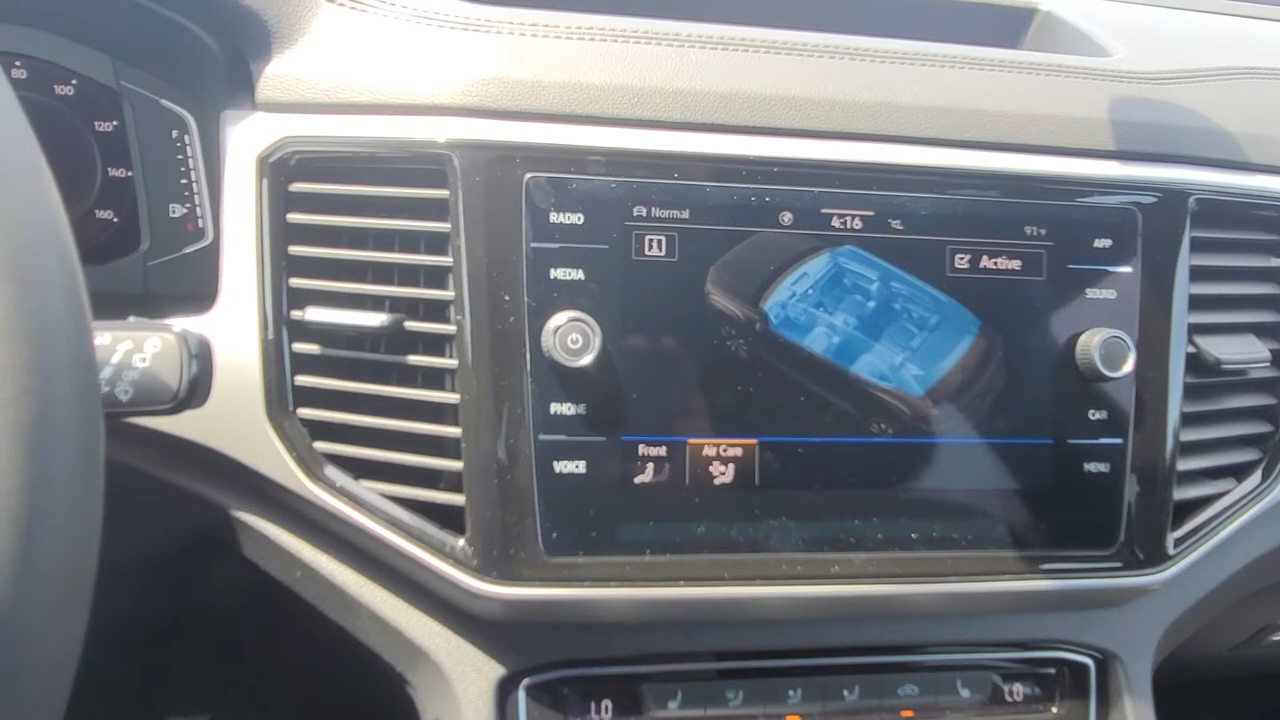 80
100
120
140
160
F
RADIO
MEDIA
PHONE
VOICE
Normal
4:16
91°F
i
Active
Front
Air Care
APP
SOUND
CAR
MENU
LO
LO